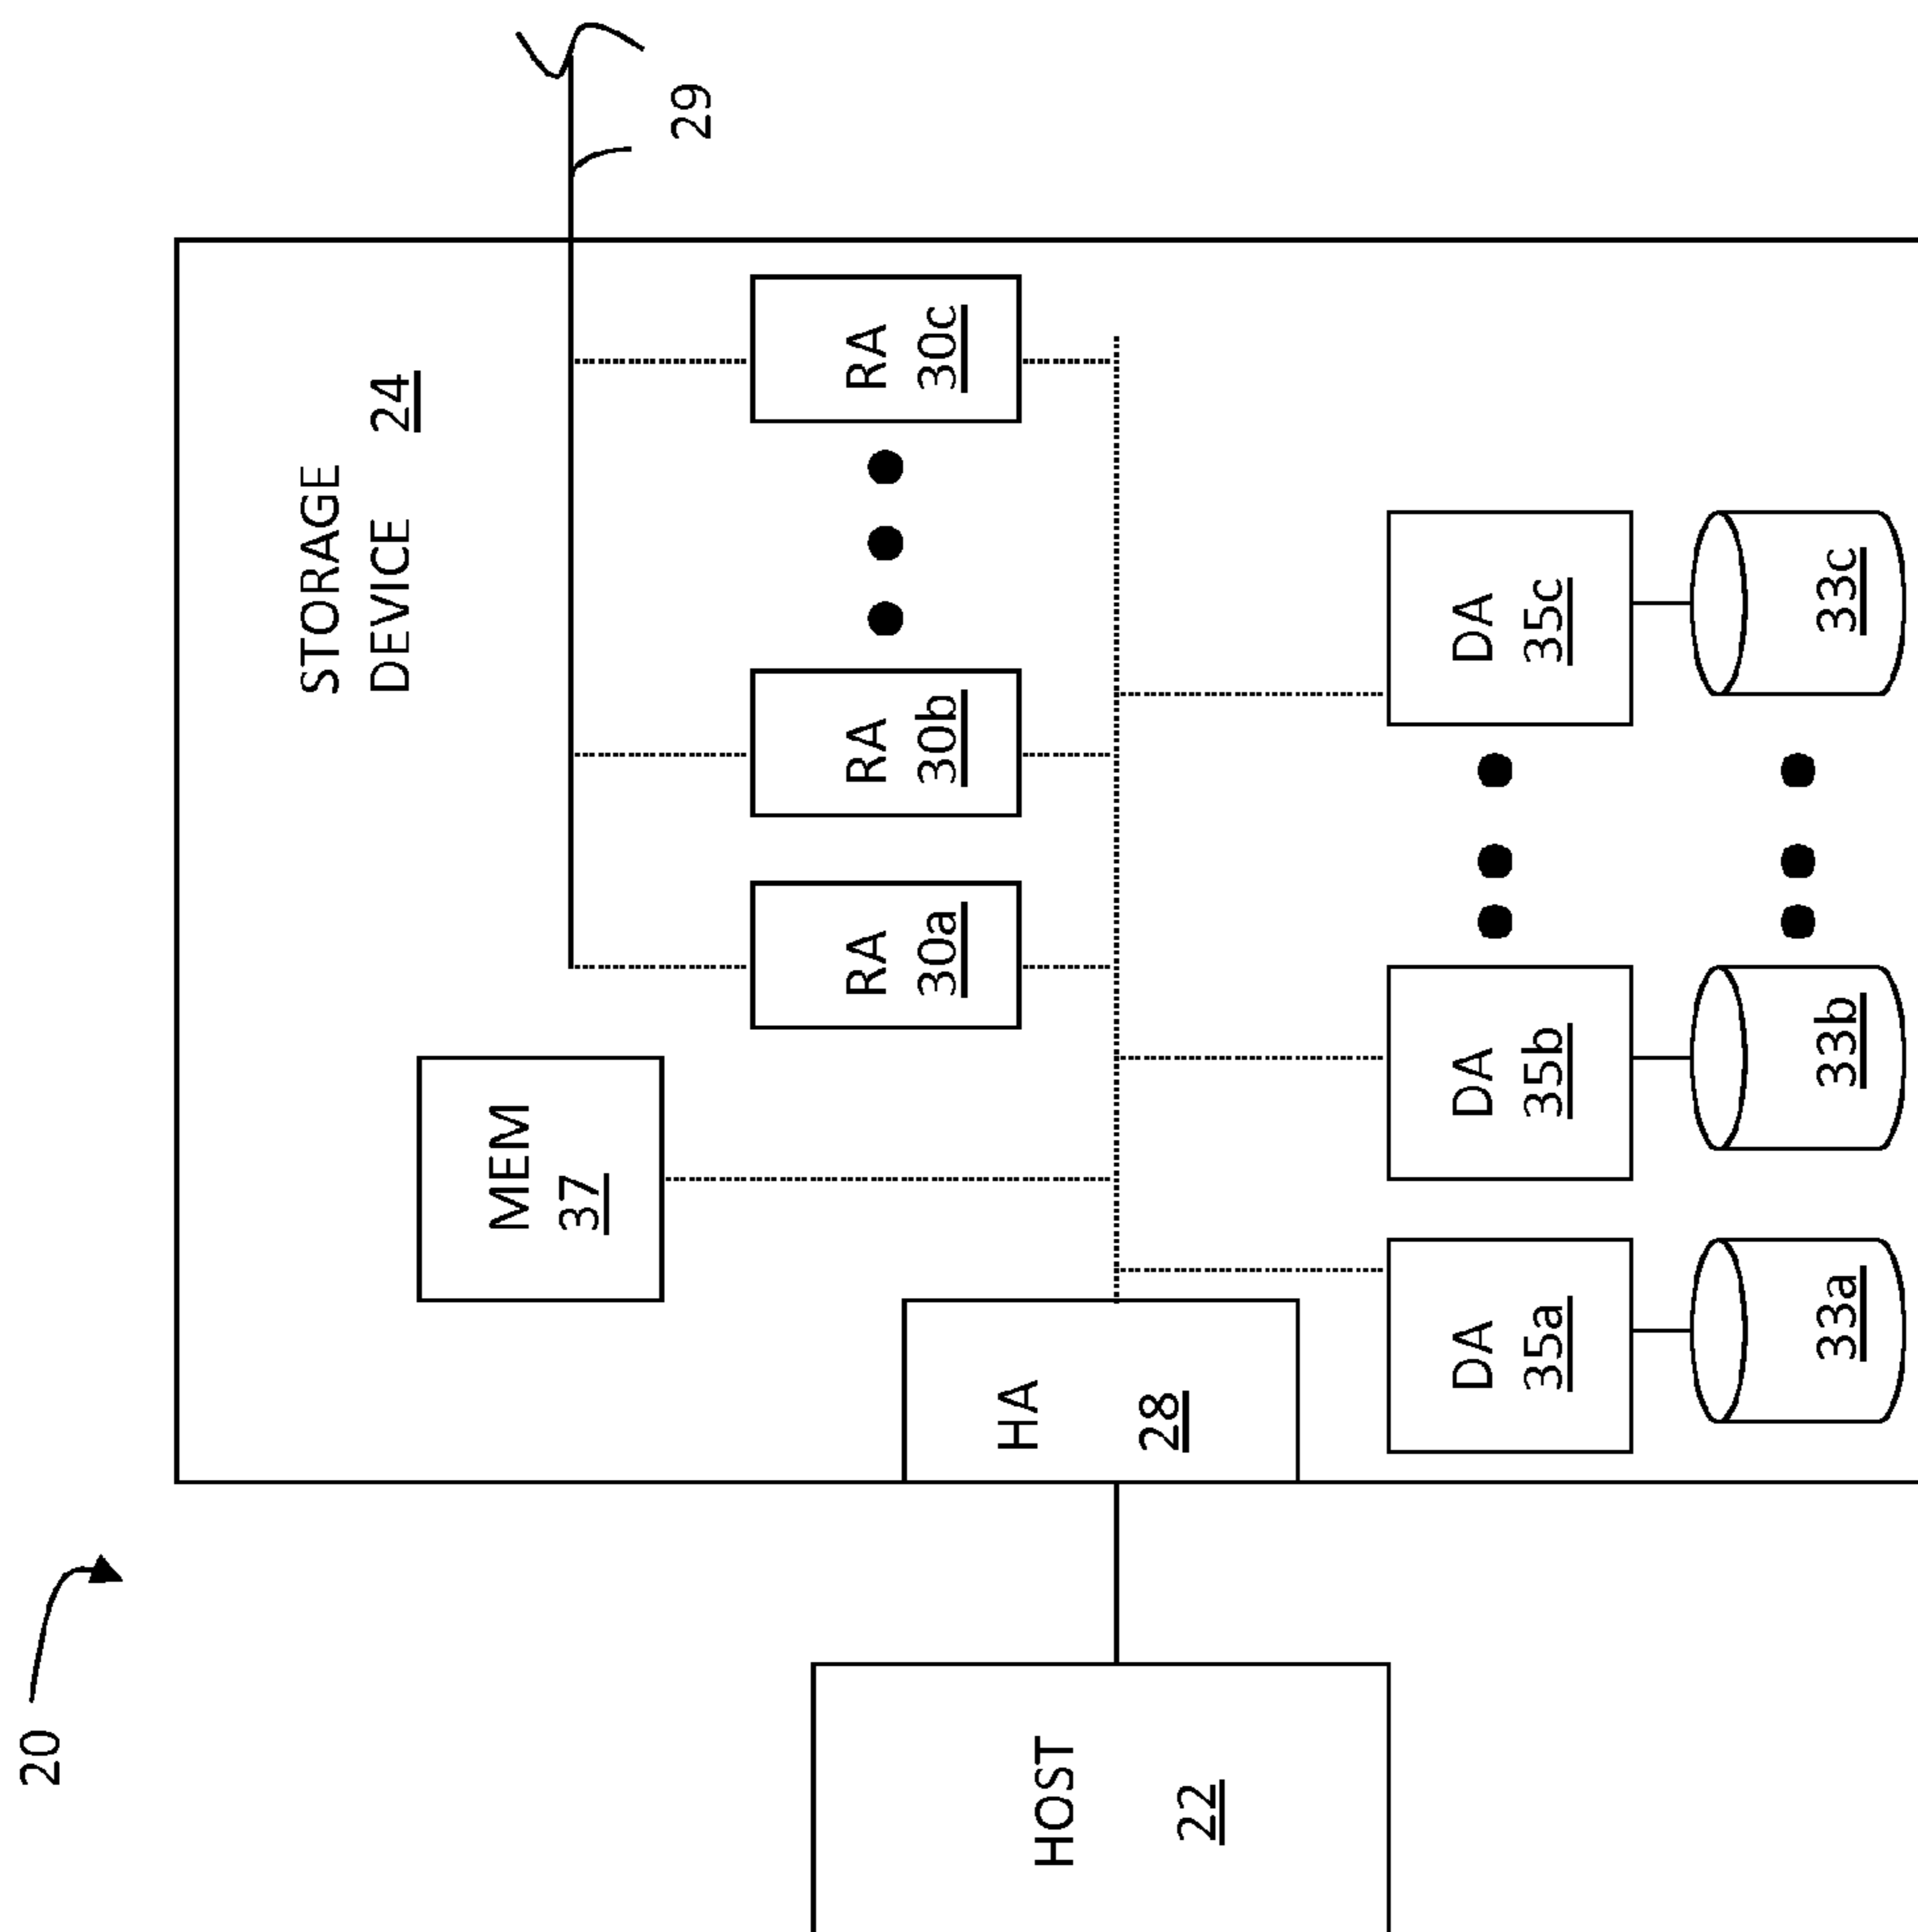 20
STORAGE
DEVICE 24
29
MEM
37
RA
30a
RA
30b
RA
30c
HOST
22
HA
28
DA
35a
DA
35b
DA
35c
33a
33b
33c